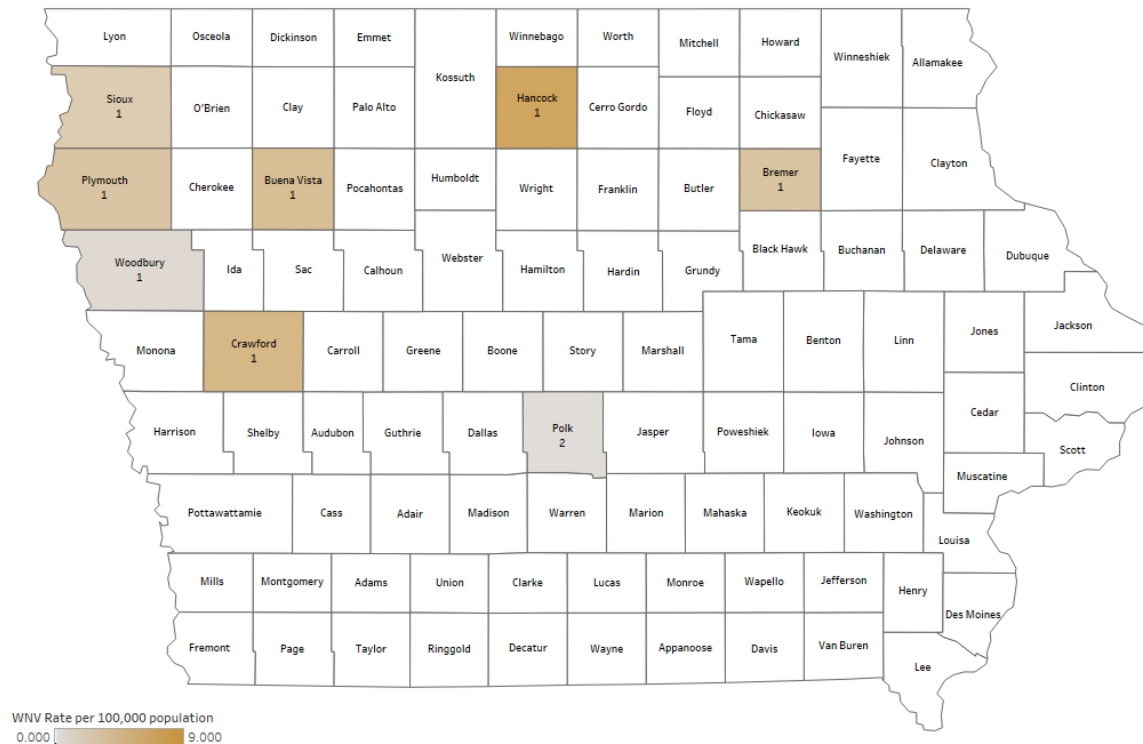 Lyon
Osceola
Dickinson
Emmet
Kossuth
Winnebago
Worth
Mitchell
Howard
Winneshiek
Allamakee
Sioux
1
O'Brien
Clay
Palo Alto
Hancock
1
Cerro Gordo
Floyd
Chickasaw
Fayette
Clayton
Plymouth
1
Cherokee
Buena Vista
1
Pocahontas
Humboldt
Wright
Franklin
Butler
Bremer
1
Woodbury
1
Ida
Sac
Calhoun
Webster
Hamilton
Hardin
Grundy
Black Hawk
Buchanan
Delaware
Dubuque
Monona
Crawford
1
Carroll
Greene
Boone
Story
Marshall
Tama
Benton
Linn
Jones
Jackson
Clinton
Harrison
Shelby
Audubon
Guthrie
Dallas
Polk
2
Jasper
Poweshiek
Iowa
Johnson
Cedar
Scott
Muscatine
Pottawattamie
Cass
Adair
Madison
Warren
Marion
Mahaska
Keokuk
Washington
Louisa
Mills
Montgomery
Adams
Union
Clarke
Lucas
Monroe
Wapello
Jefferson
Henry
Des Moines
Fremont
Page
Taylor
Ringgold
Decatur
Wayne
Appanoose
Davis
Van Buren
Lee
WNV Rate per 100,000 population
0.000 9.000